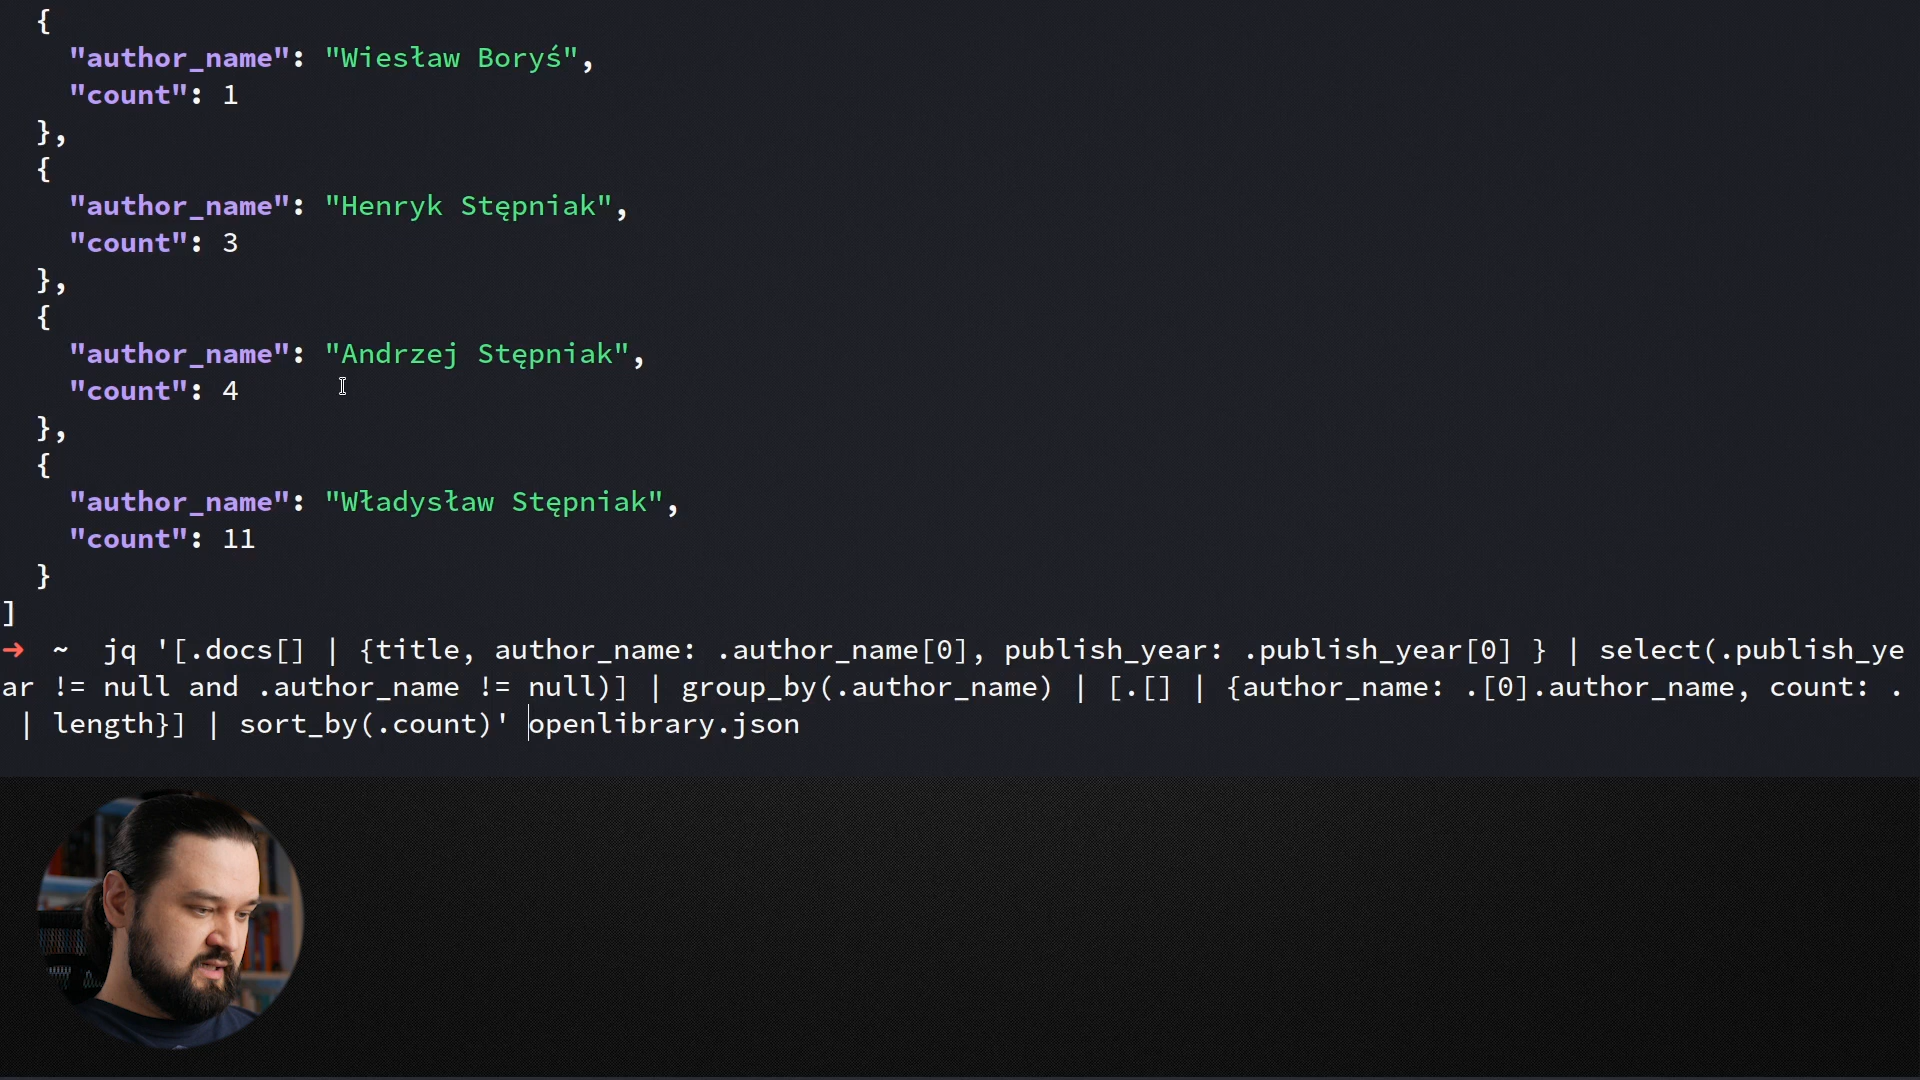 {
"author_name": "Wiesław Boryś",
"count": 1
},
{
"author_name": "Henryk Stępniak",
"count": 3
},
{
"author_name": "Andrzej Stępniak",
"count": 4
},
{
"author_name": "Władysław Stępniak",
"count": 11
}
]
➜ ~ jq '[.docs[] | {title, author_name: .author_name[0], publish_year: .publish_year[0] } | select(.publish_ye
ar != null and .author_name != null)] | group_by(.author_name) | [.[] | {author_name: .[0].author_name, count: .
| length}] | sort_by(.count)' openlibrary.json